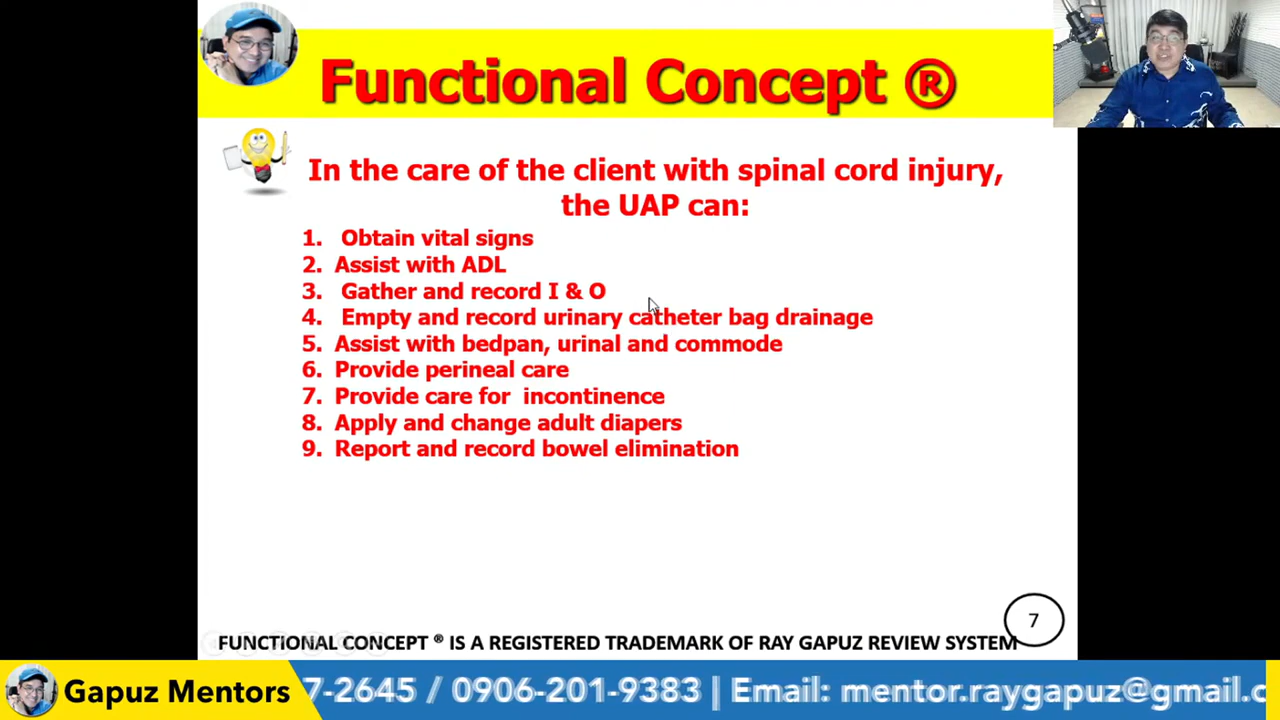 Functional Concept ®
In the care of the client with spinal cord injury,
the UAP can:
1. Obtain vital signs
2. Assist with ADL
3. Gather and record I & O
4. Empty and record urinary catheter bag drainage
5. Assist with bedpan, urinal and commode
6. Provide perineal care
7. Provide care for incontinence
8. Apply and change adult diapers
9. Report and record bowel elimination
7
FUNCTIONAL CONCEPT ® IS A REGISTERED TRADEMARK OF RAY GAPUZ REVIEW SYSTEM
Gapuz Mentors 7-2645 / 0906-201-9383 | Email: mentor.raygapuz@gmail.c